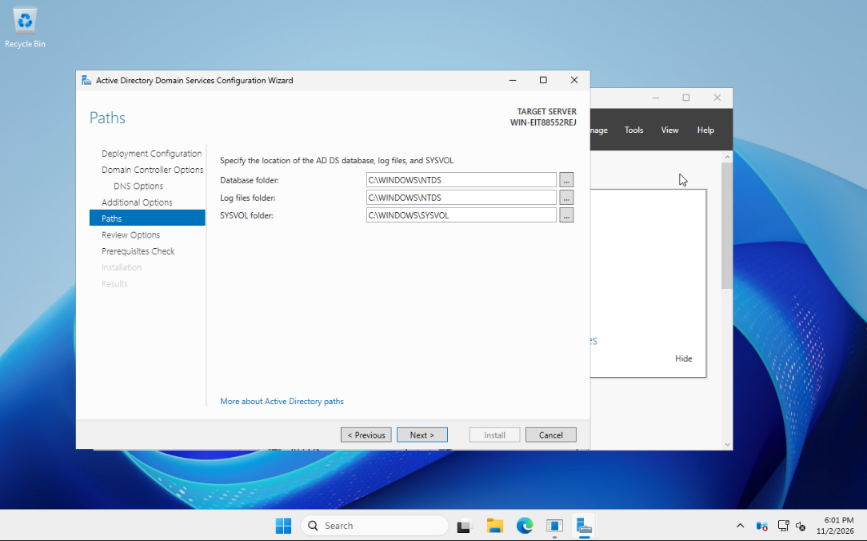 Recycle Bin
Active Directory Domain Services Configuration Wizard
Paths
TARGET SERVER
WIN-EIT88552REJ
Deployment Configuration
Domain Controller Options
DNS Options
Additional Options
Paths
Review Options
Prerequisites Check
Installation
Results
Specify the location of the AD DS database, log files, and SYSVOL
Database folder: C:\WINDOWS\NTDS ...
Log files folder: C:\WINDOWS\NTDS ...
SYSVOL folder: C:\WINDOWS\SYSVOL ...
More about Active Directory paths
< Previous Next > Install Cancel
nage Tools View Help
es
Hide
Search
6:01 PM
11/2/2026